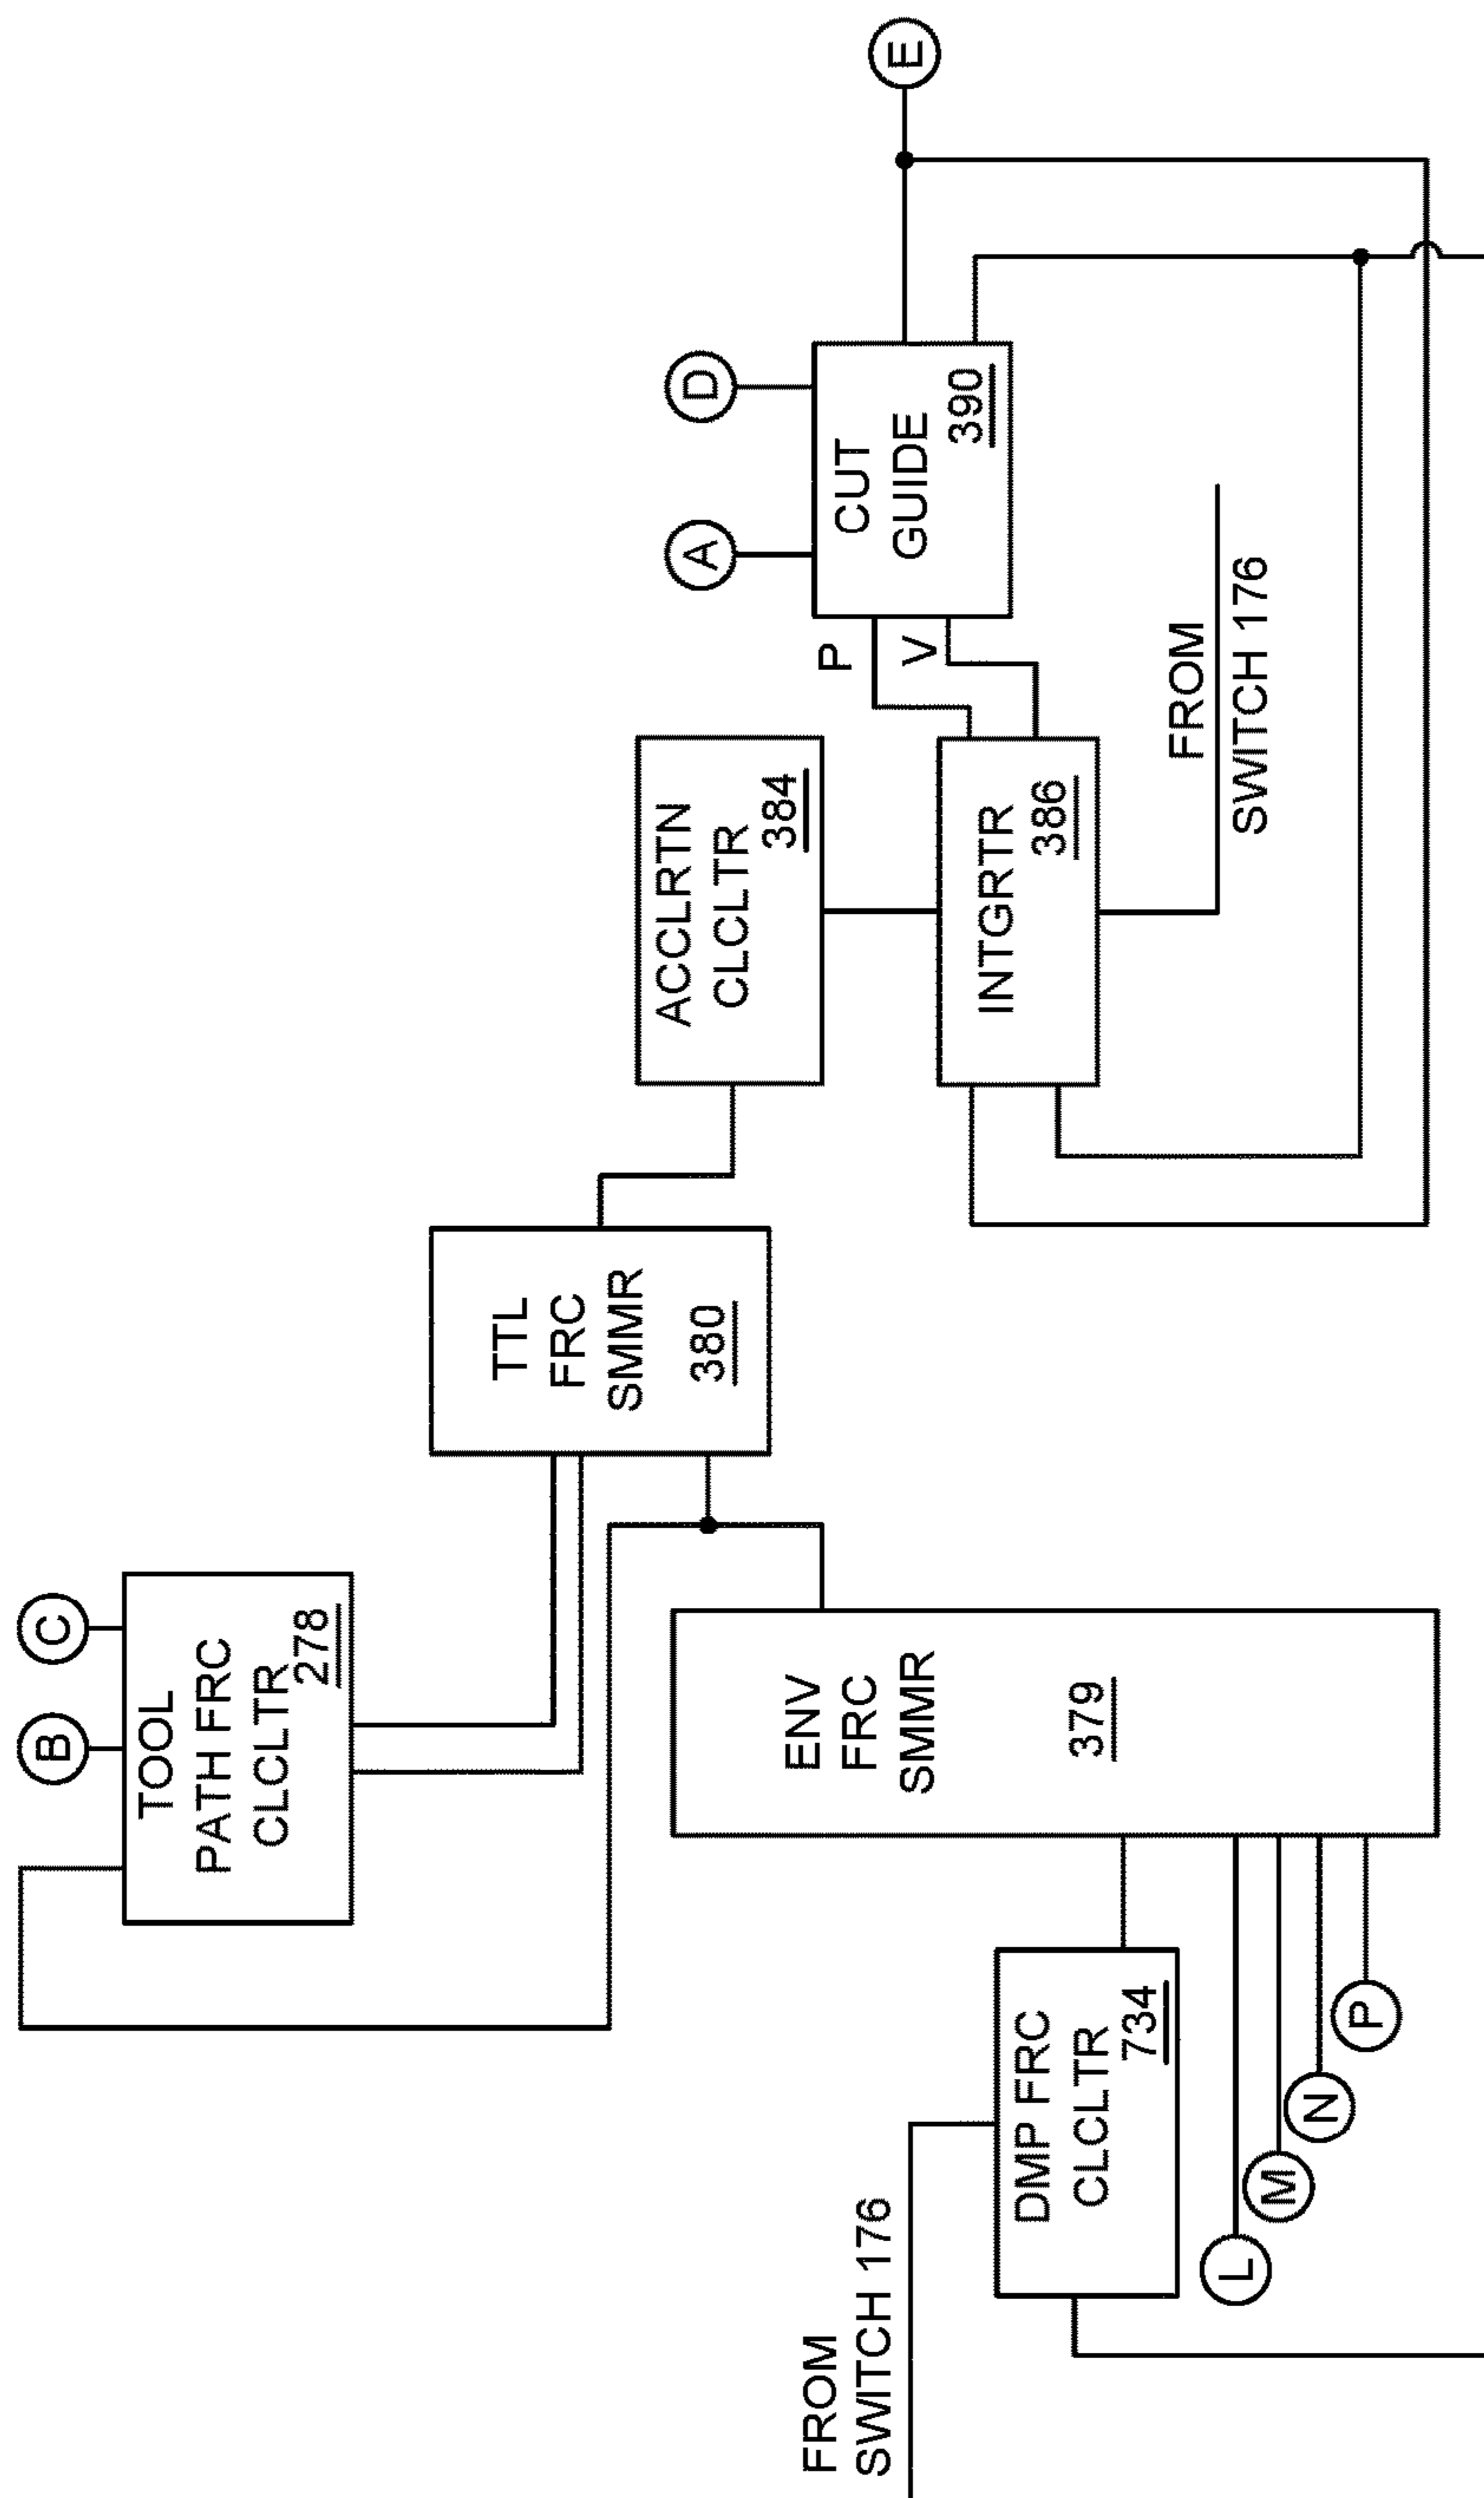 B
C
TOOL
PATH FRC
CLCLTR
278
TTL
FRC
SMMR
380
ACCLRTN
CLCLTR
384
A
D
E
P
V
CUT
GUIDE
390
INTGRTR
386
FROM
SWITCH 176
ENV
FRC
SMMR
379
FROM
SWITCH 176
DMP FRC
CLCLTR
734
L
M
N
P